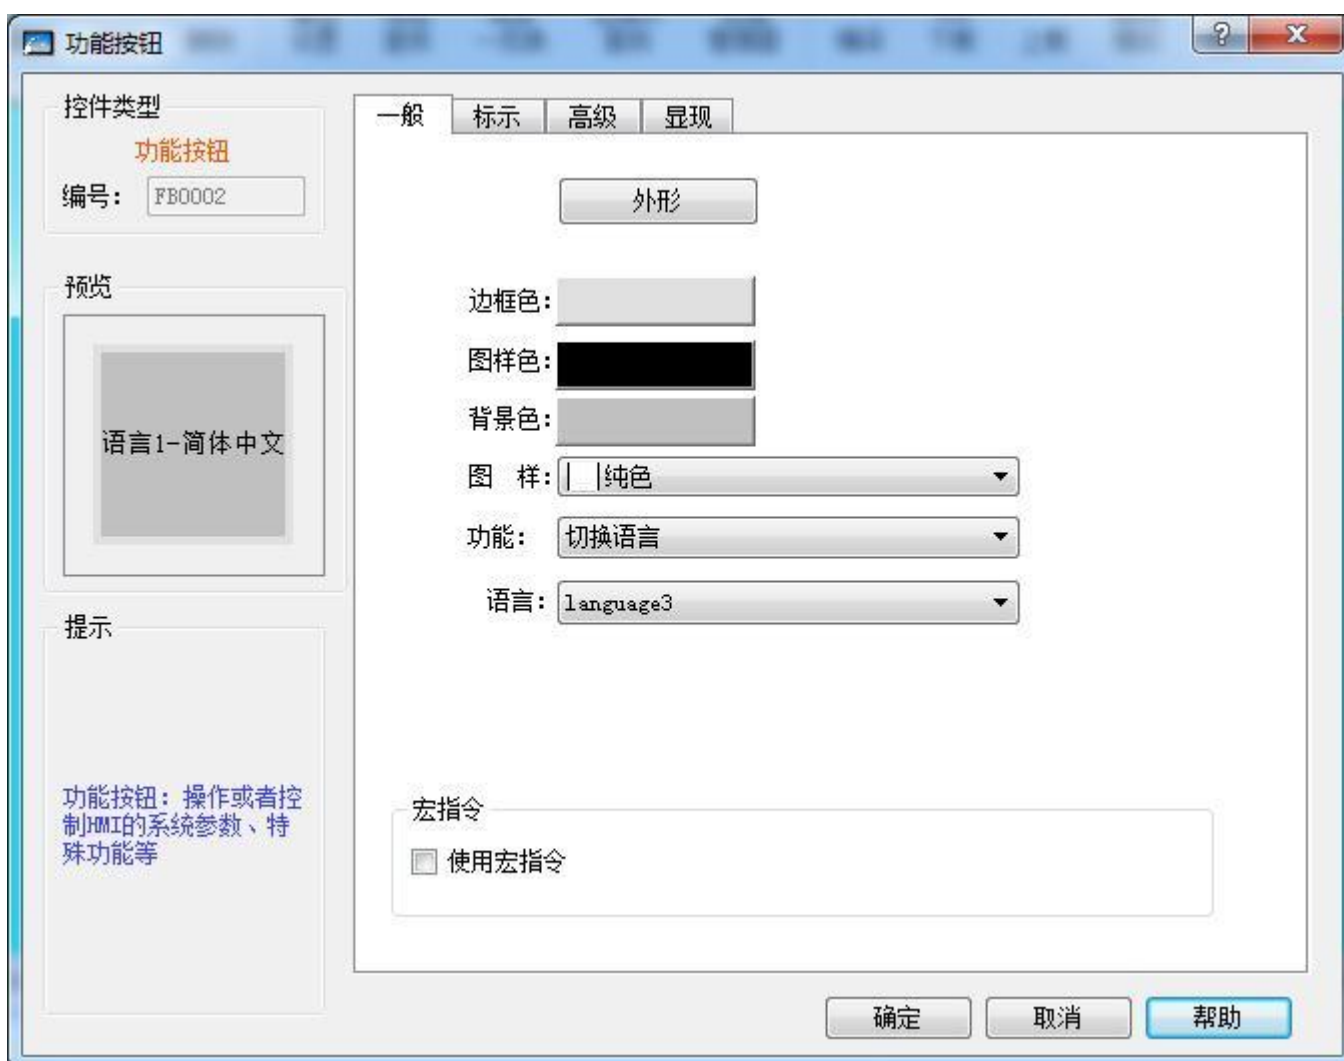 功能按钮
控件类型
功能按钮
编号： FB0002
预览
语言1-简体中文
提示
功能按钮：操作或者控
制HMI的系统参数、特
殊功能等
一般 标示 高级 显现
外形
边框色：
图样色：
背景色：
图 样： 纯色
功能： 切换语言
语言： language3
宏指令
使用宏指令
确定 取消 帮助